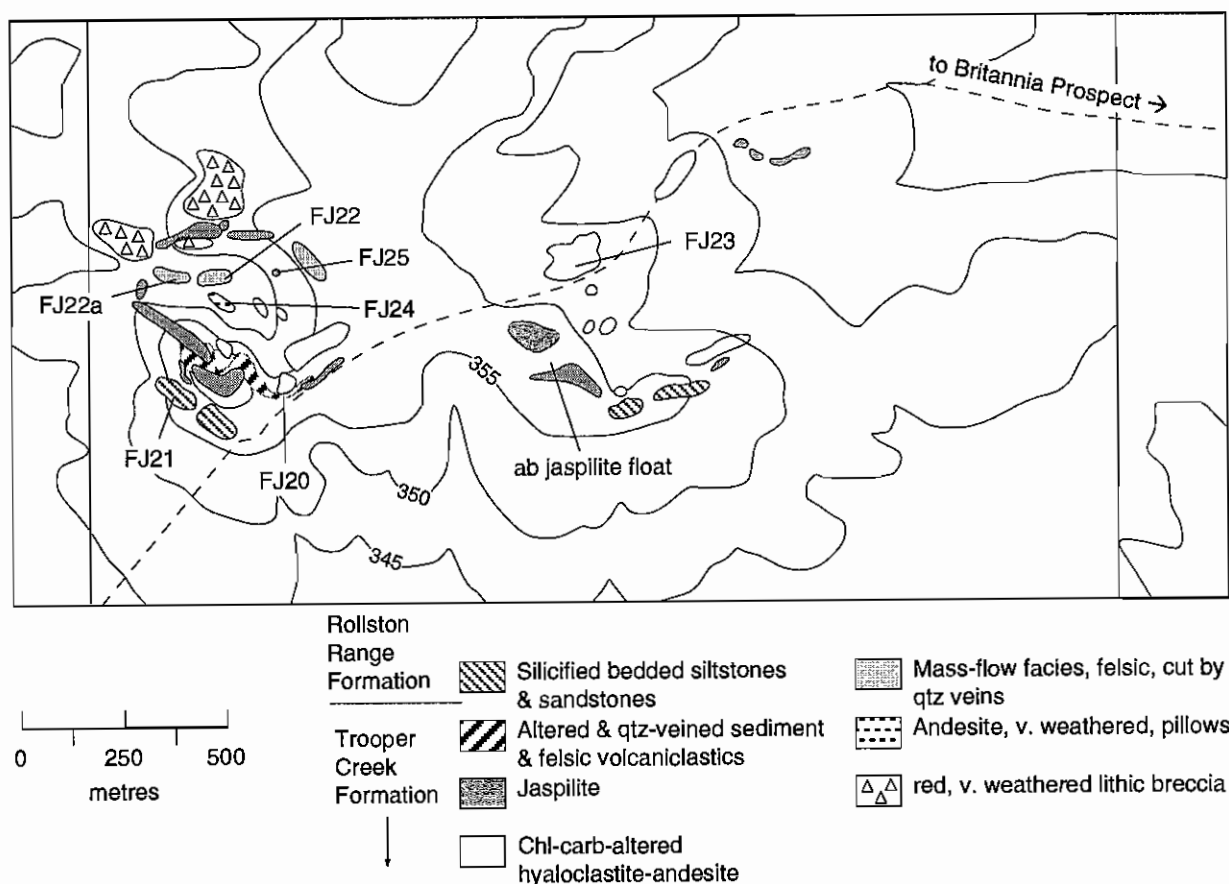 to Britannia Prospect →
FJ22
FJ25
FJ23
FJ22a
FJ24
355
FJ21
FJ20
ab jaspilite float
350
345
Rollston
Range
Formation
Trooper
Creek
Formation
Silicified bedded siltstones
& sandstones
Altered & qtz-veined sediment
& felsic volcaniclastics
Jaspilite
Chl-carb-altered
hyaloclastite-andesite
Mass-flow facies, felsic, cut by
qtz veins
Andesite, v. weathered, pillows
red, v. weathered lithic breccia
0 250 500
metres